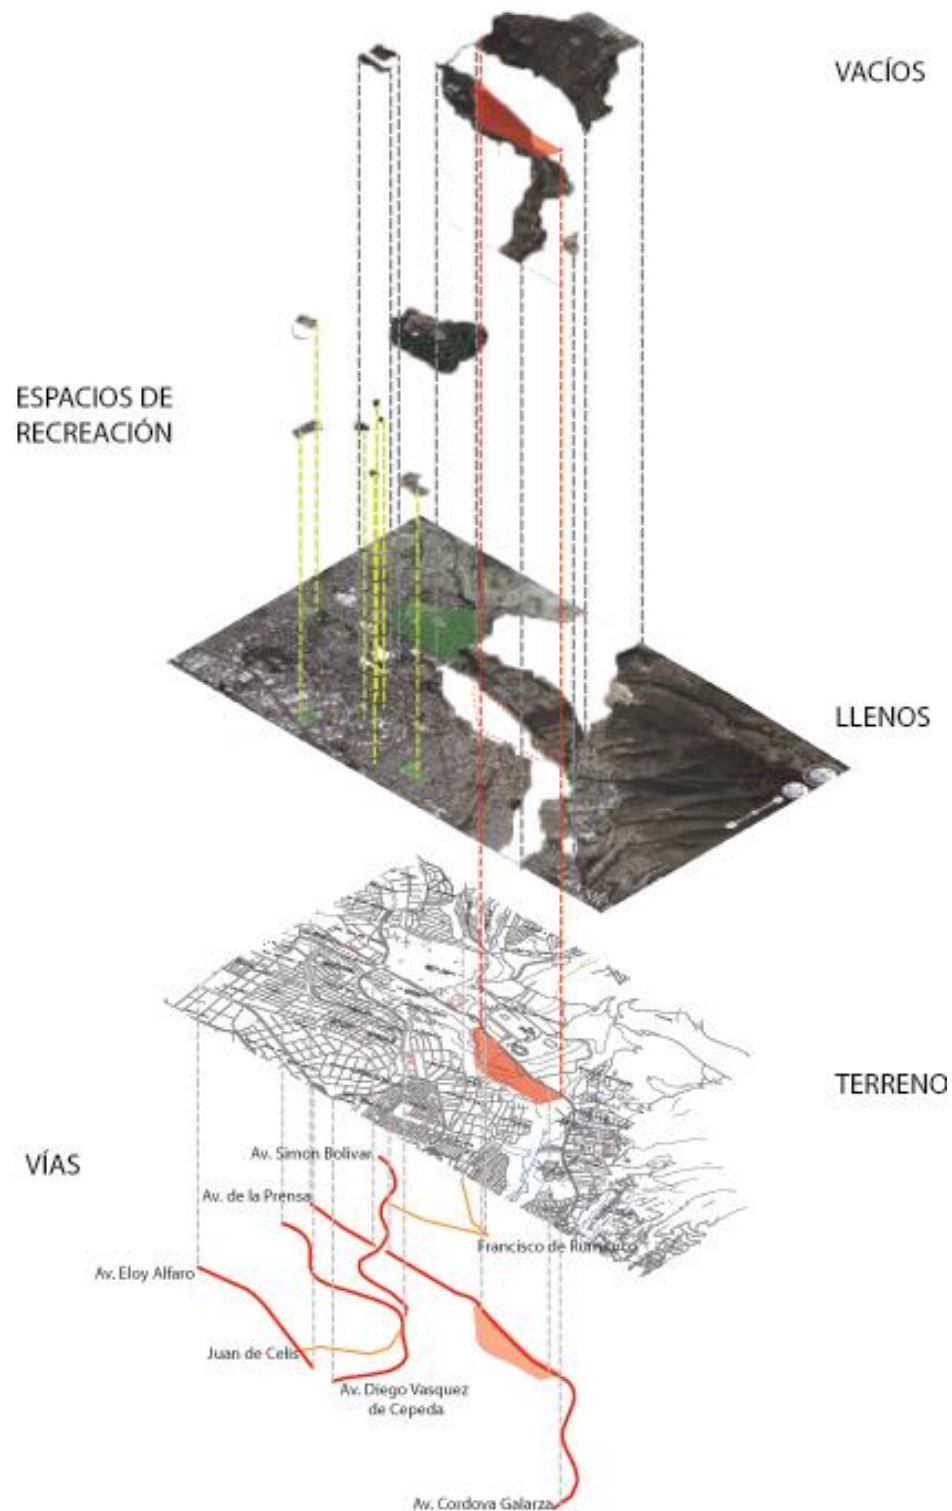 VACÍOS
ESPACIOS DE
RECREACIÓN
LLENOS
TERRENO
VÍAS
Av. Simon Bolivar
Av. de la Prensa
Francisco de
Av. Eloy Alfaro
Juan de Celis
Av. Diego Vasquez
de Cepeda
Av. Cordova Galarza